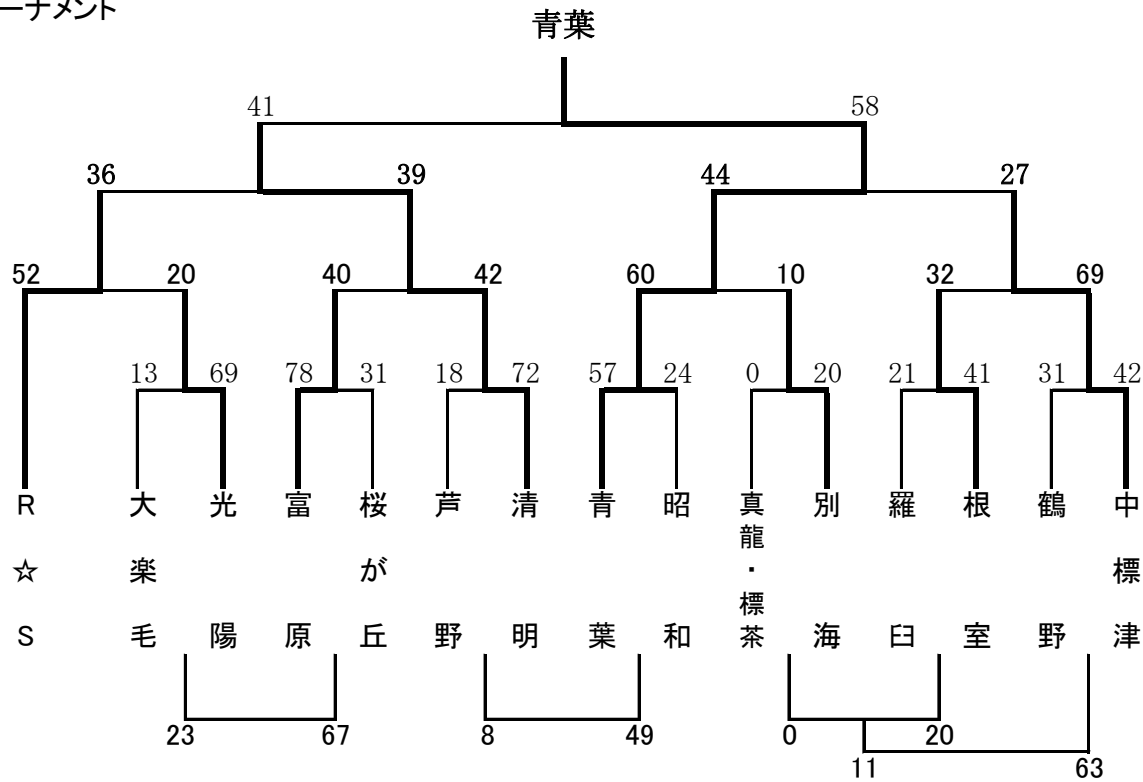 ーナメント
青葉
41 58
36 39 44 27
52 20 40 42 60 10 32 69
13 69 78 31 18 72 57 24 0 20 21 41 31 42
R☆S
大楽毛
光陽
富原
桜が丘
芦野
清明
青葉
昭和
真龍・標茶
別海
羅臼
根室
鶴野
中標津
23 67 8 49 0 20
11 63